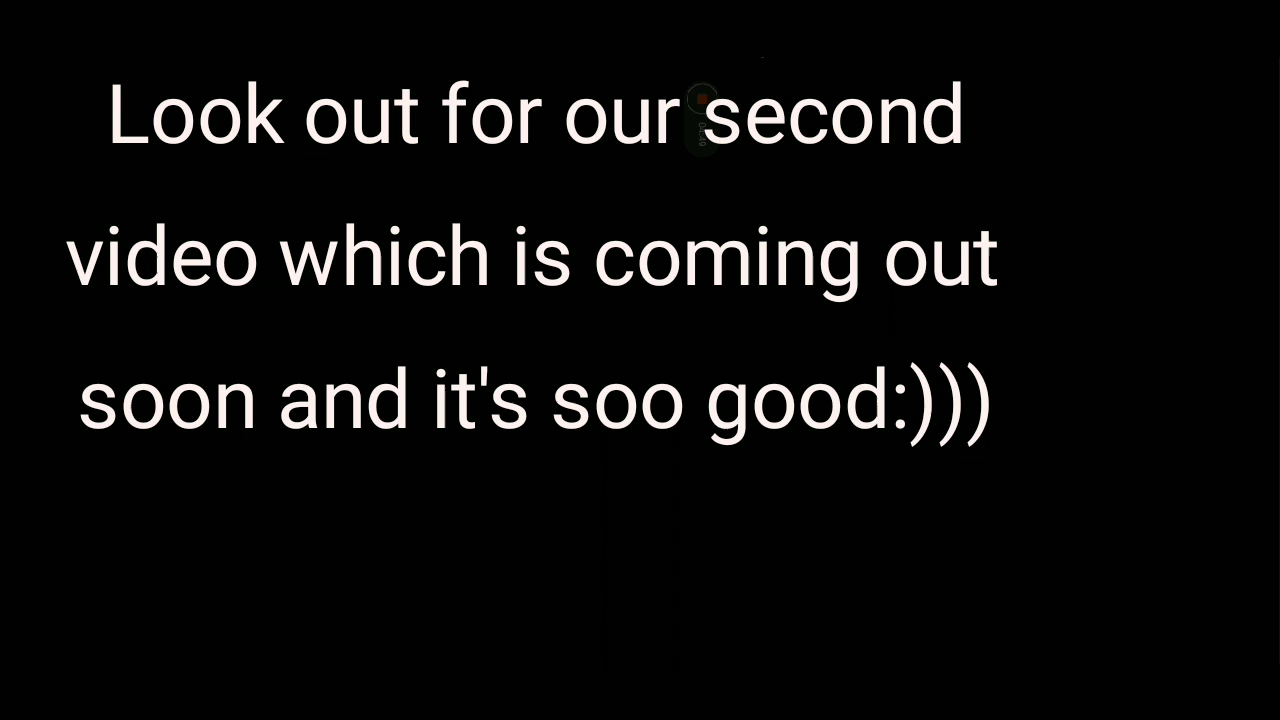 Look out for our second
video which is coming out
soon and it's soo good:)))